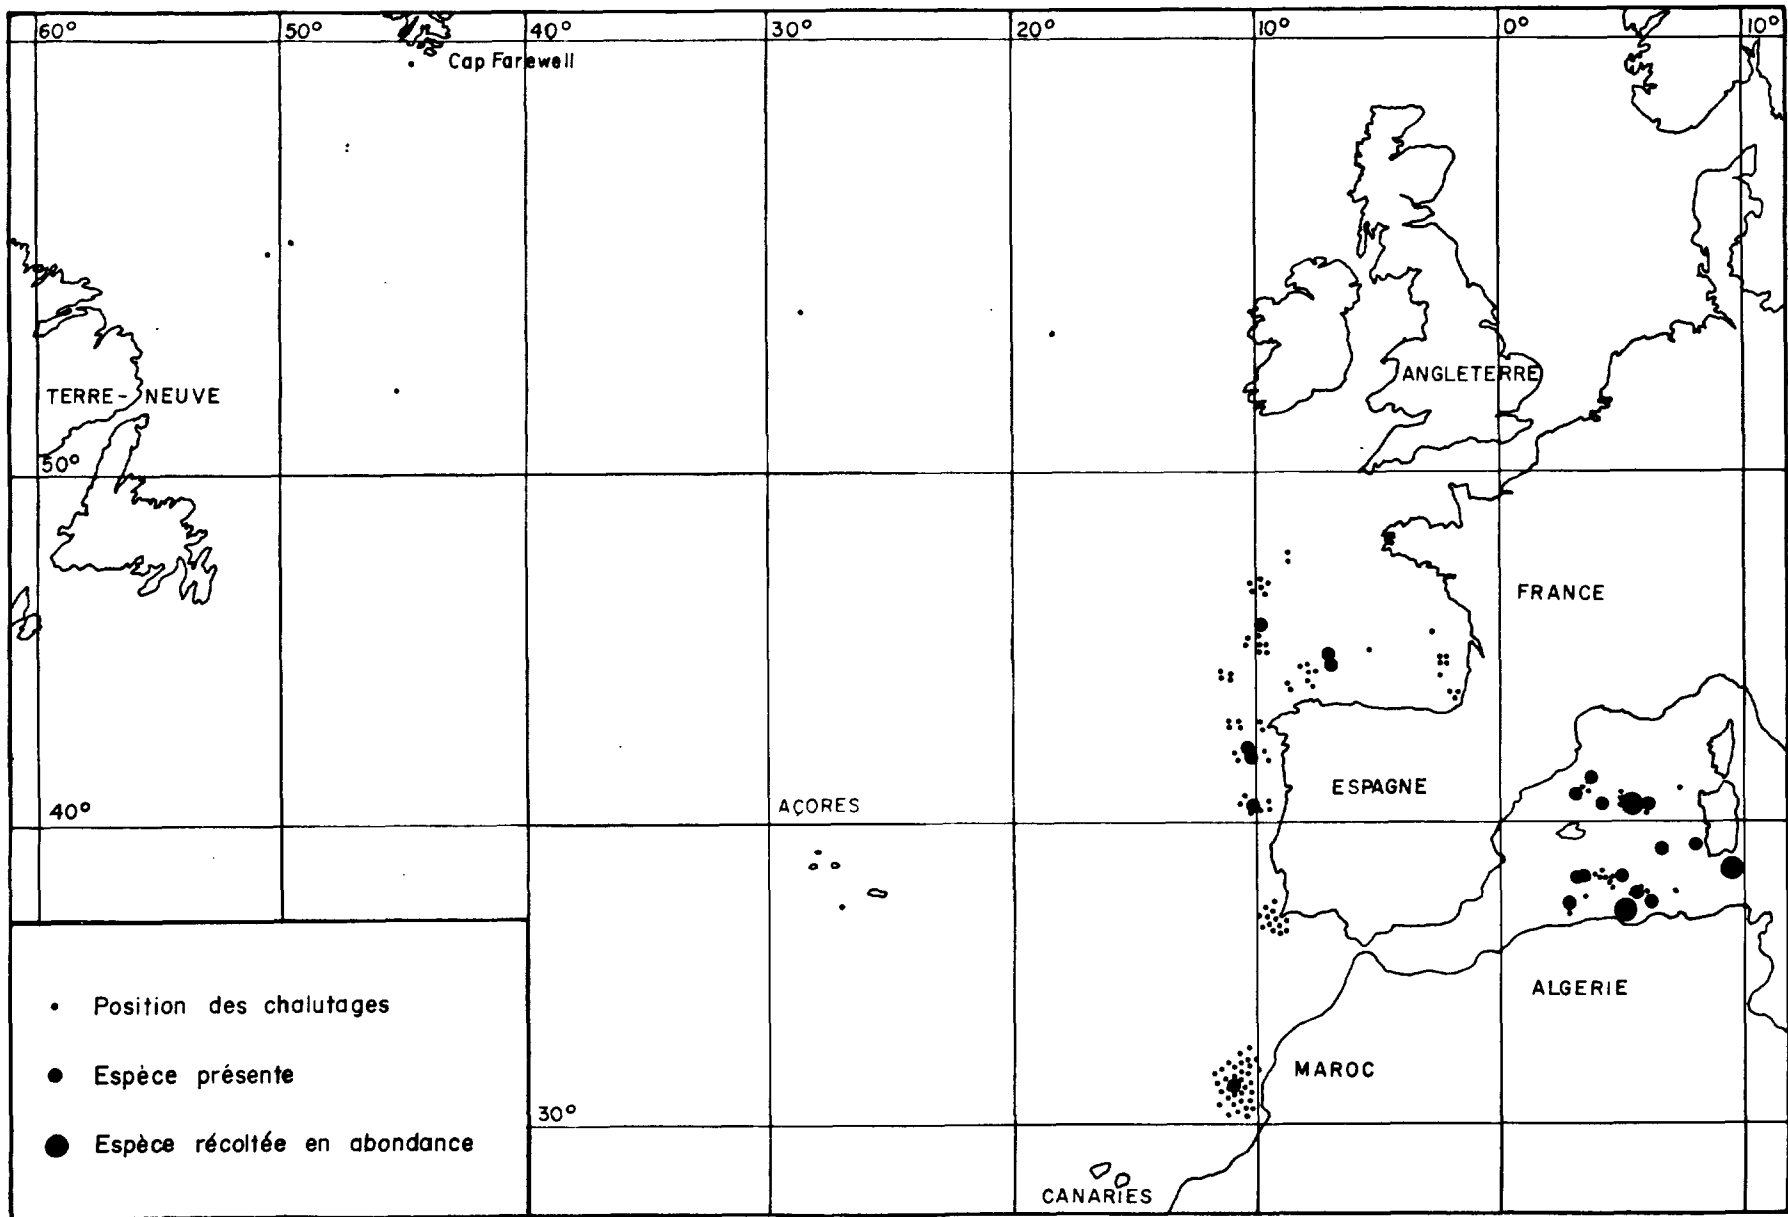 60° 50° 40° 30° 20° 10° 0° 10°
Cap Farewell
TERRE-NEUVE
ANGLETERRE
50°
FRANCE
ESPAGNE
40°
AÇORES
ALGERIE
Position des chalutages
MAROC
Espèce présente
30°
Espèce récoltée en abondance
CANARIES